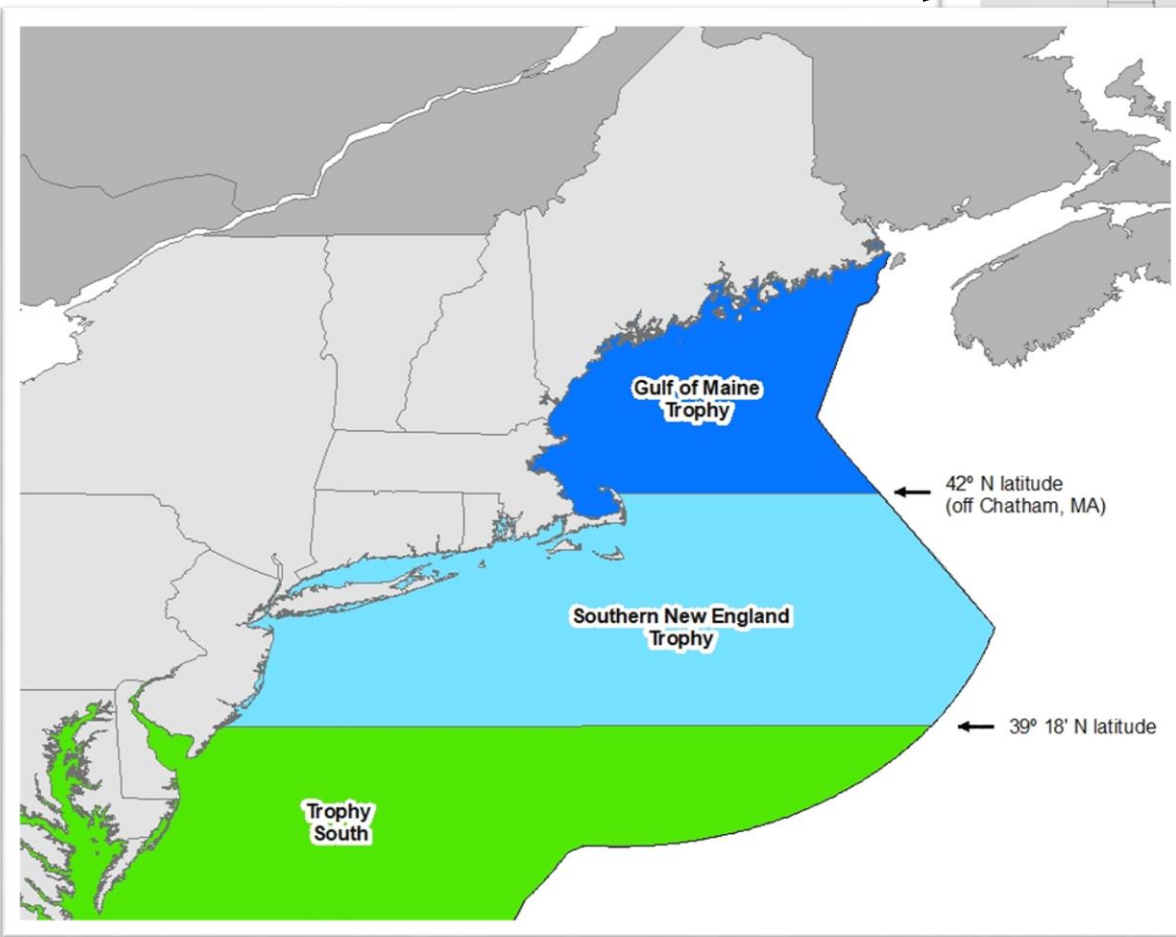 Gulf of Maine
Trophy
42º N latitude
(off Chatham, MA)
Southern New England
Trophy
39º 18' N latitude
Trophy
South